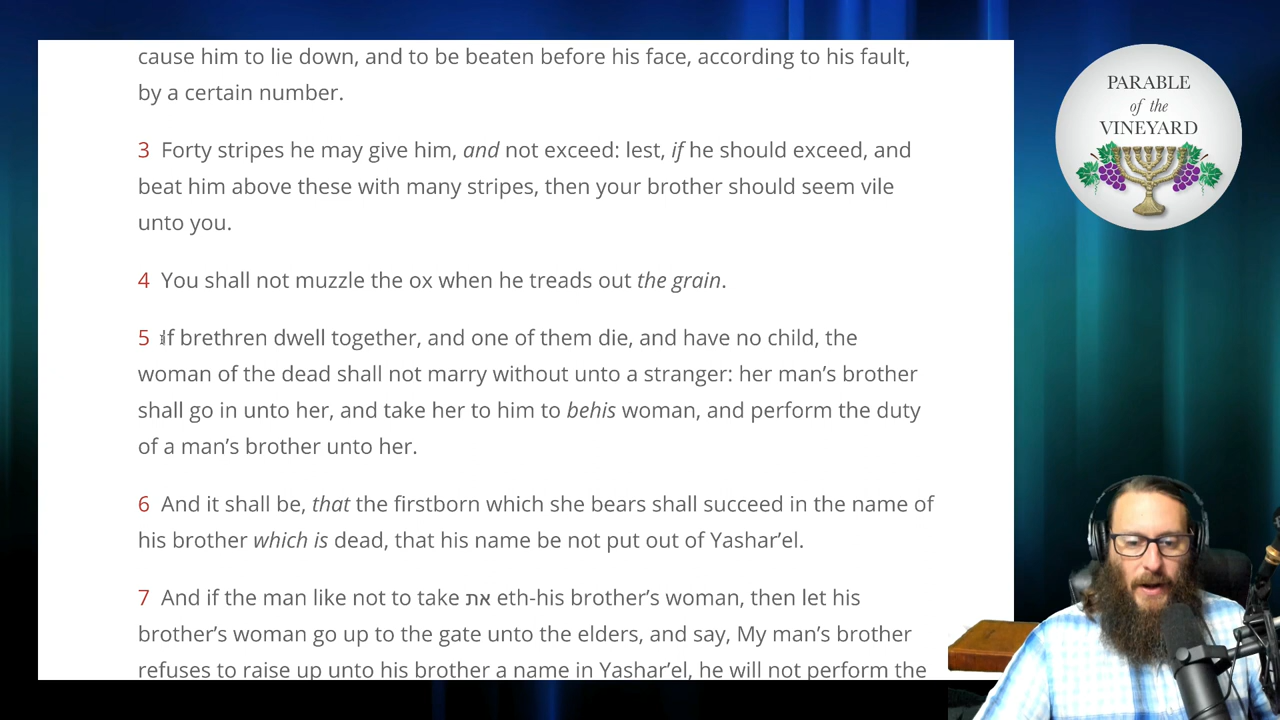 cause him to lie down, and to be beaten before his face, according to his fault,
by a certain number.
3 Forty stripes he may give him, and not exceed: lest, if he should exceed, and
beat him above these with many stripes, then your brother should seem vile
unto you.
4 You shall not muzzle the ox when he treads out the grain.
5 If brethren dwell together, and one of them die, and have no child, the
woman of the dead shall not marry without unto a stranger: her man’s brother
shall go in unto her, and take her to him to behis woman, and perform the duty
of a man’s brother unto her.
6 And it shall be, that the firstborn which she bears shall succeed in the name of
his brother which is dead, that his name be not put out of Yashar’el.
7 And if the man like not to take את eth-his brother’s woman, then let his
brother’s woman go up to the gate unto the elders, and say, My man’s brother
refuses to raise up unto his brother a name in Yashar’el, he will not perform the
PARABLE
of the
VINEYARD